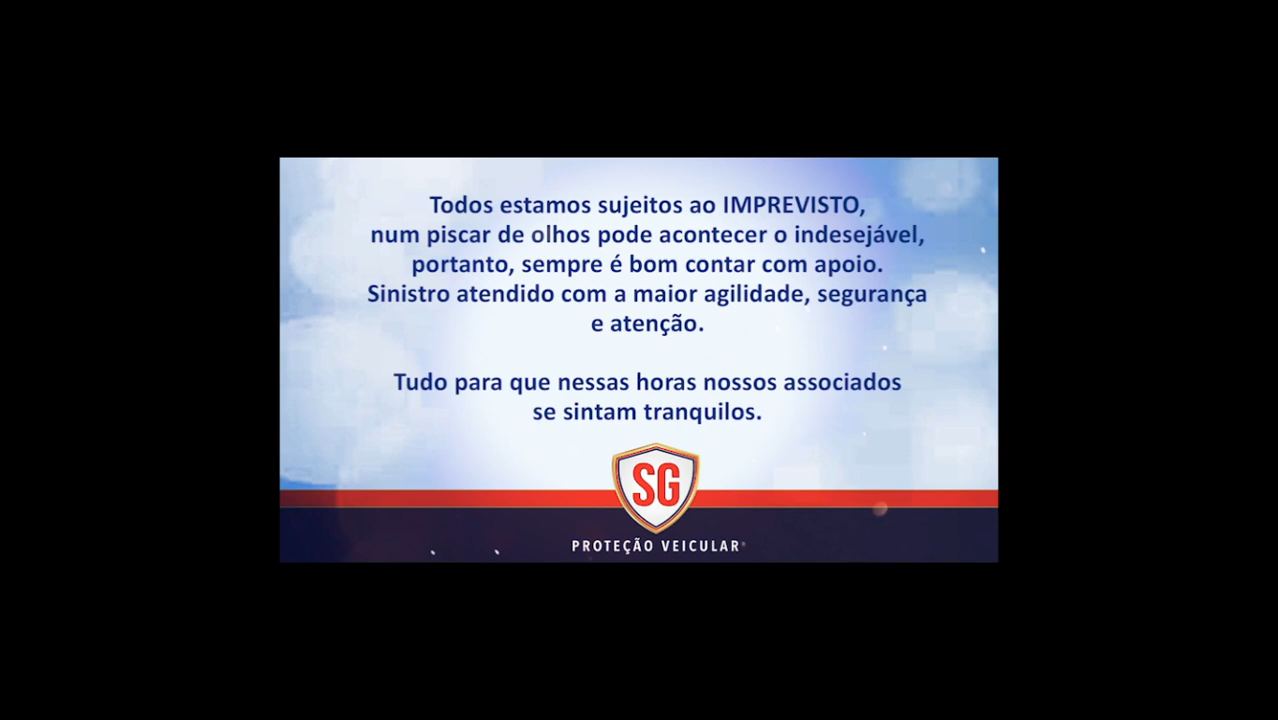 Todos estamos sujeitos ao IMPREVISTO,
num piscar de olhos pode acontecer o indesejável,
portanto, sempre é bom contar com apoio.
Sinistro atendido com a maior agilidade, segurança
e atenção.
Tudo para que nessas horas nossos associados
se sintam tranquilos.
SG
PROTEÇÃO VEICULAR®